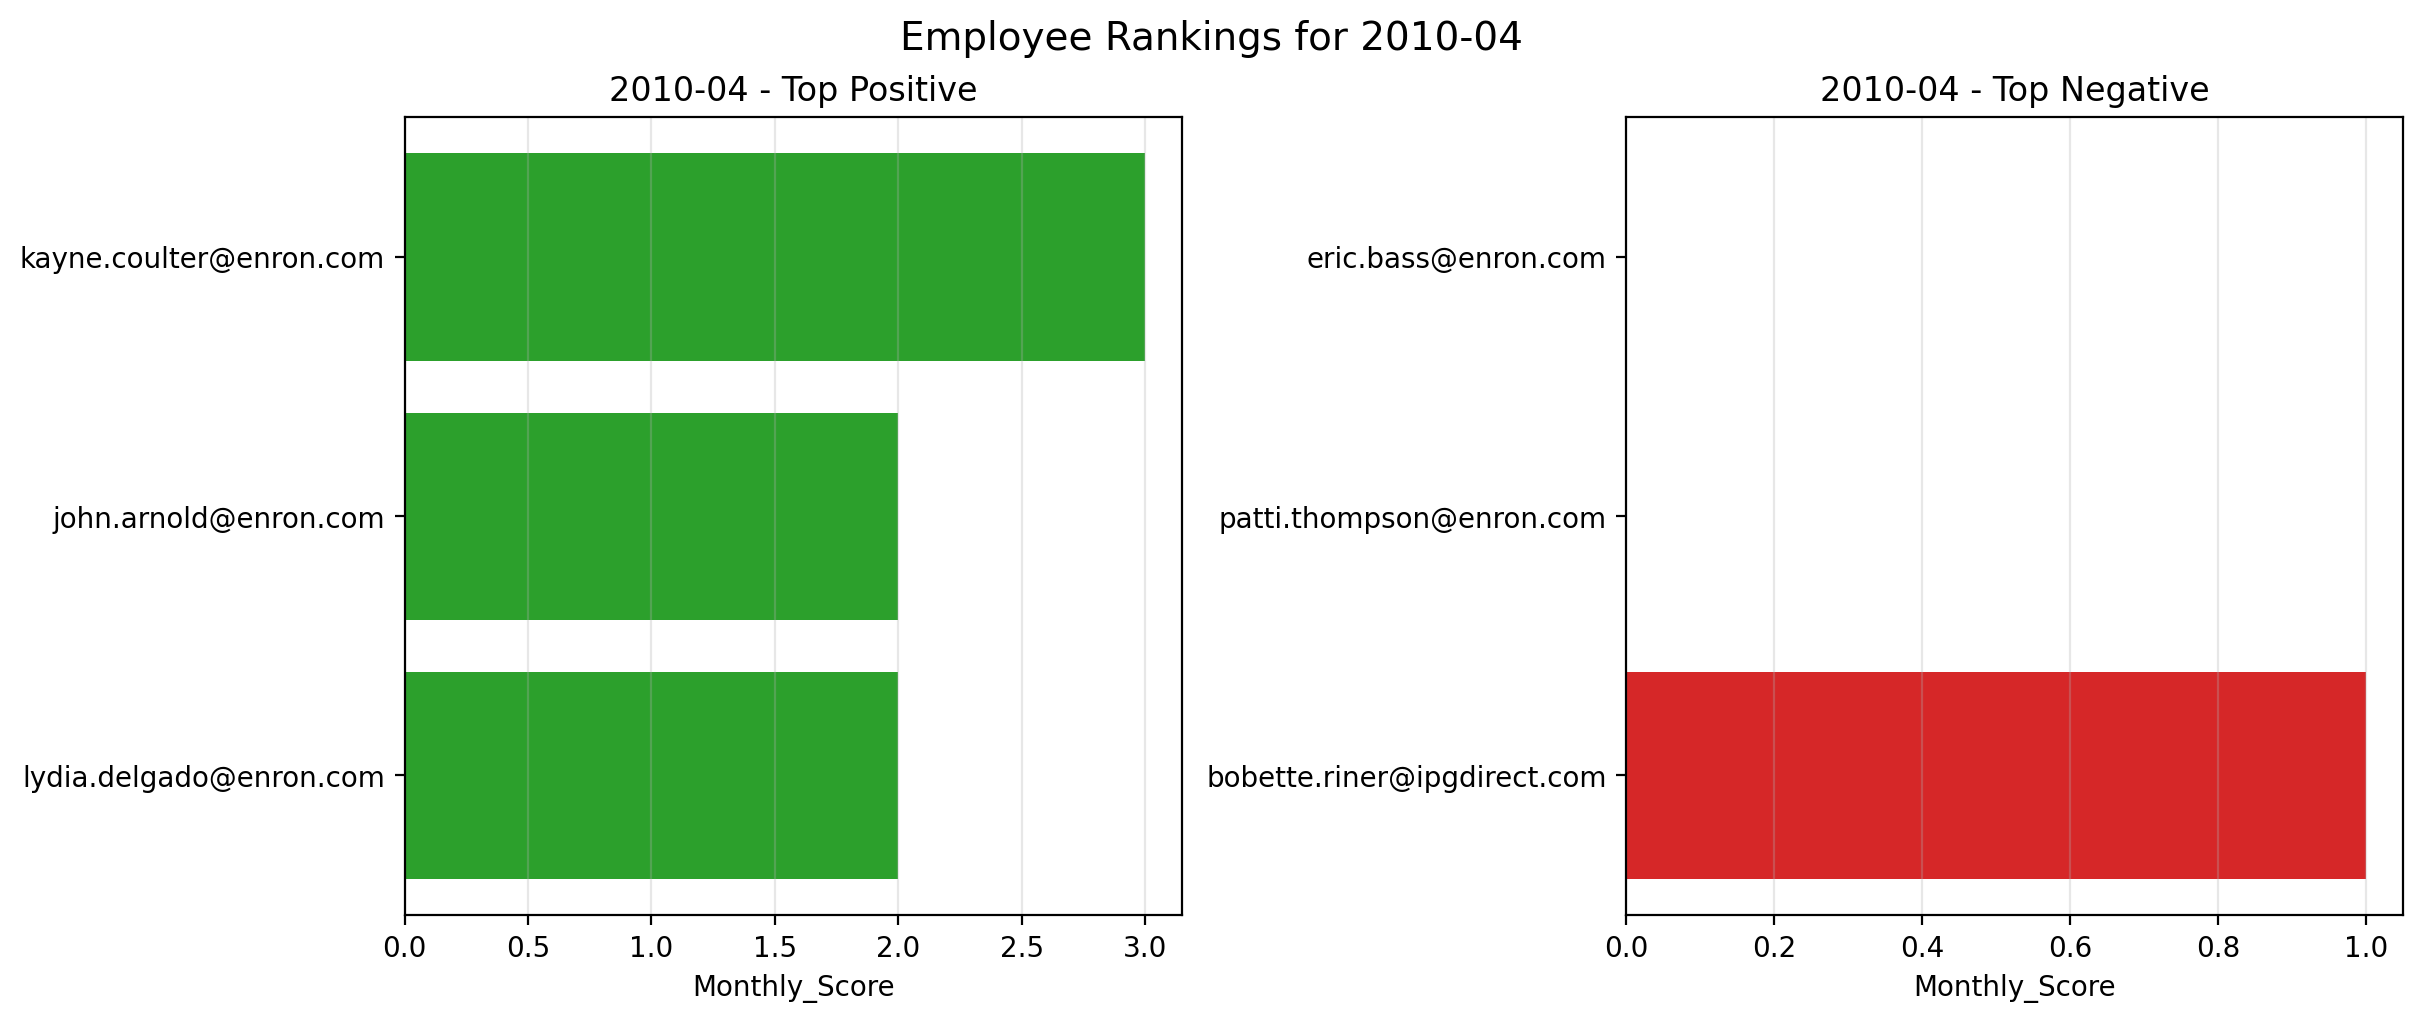 Employee Rankings for 2010-04
2010-04 - Top Positive
kayne.coulter@enron.com
john.arnold@enron.com
lydia.delgado@enron.com
0.0 0.5 1.0 1.5 2.0 2.5 3.0
Monthly_Score
2010-04 - Top Negative
eric.bass@enron.com
patti.thompson@enron.com
bobette.riner@ipgdirect.com
0.0 0.2 0.4 0.6 0.8 1.0
Monthly_Score